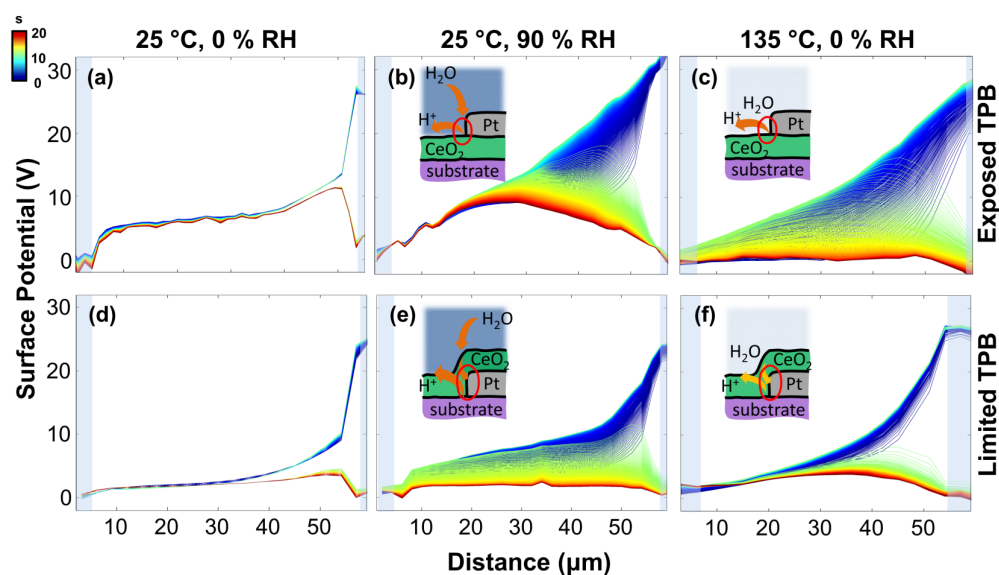 s
20
0
25 °C, 0 % RH
25 °C, 90 % RH
135 °C, 0 % RH
Surface Potential (V)
30
20
10
0
(a)
(b)
H₂O
H⁺
Pt
CeO₂
substrate
(c)
H₂O
H⁺
Pt
CeO₂
substrate
Exposed TPB
30
20
10
0
(d)
(e)
H₂O
CeO₂
H⁺
Pt
substrate
(f)
H₂O
CeO₂
H⁺
Pt
substrate
Limited TPB
10 20 30 40 50
10 20 30 40 50
10 20 30 40 50
Distance (µm)